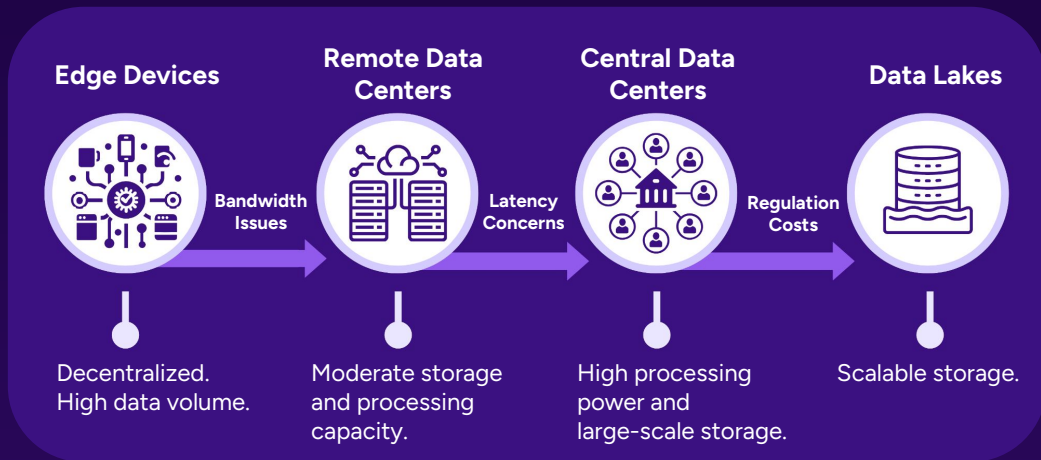 Edge Devices
Remote Data
Centers
Central Data
Centers
Data Lakes
Bandwidth
Issues
Latency
Concerns
Regulation
Costs
Decentralized.
High data volume.
Moderate storage
and processing
capacity.
High processing
power and
large-scale storage.
Scalable storage.